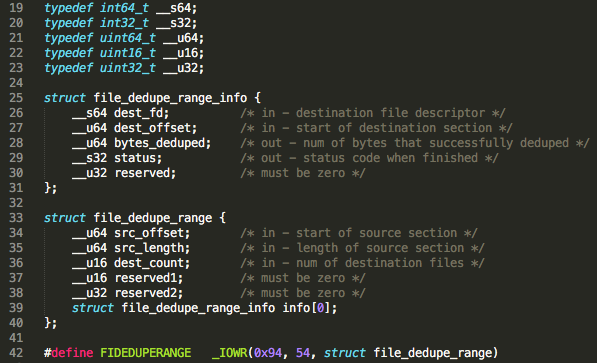 19 typedef int64_t __s64;
20 typedef int32_t __s32;
21 typedef uint64_t __u64;
22 typedef uint16_t __u16;
23 typedef uint32_t __u32;
24
25 struct file_dedupe_range_info {
26     __s64 dest_fd;          /* in - destination file descriptor */
27     __u64 dest_offset;      /* in - start of destination section */
28     __u64 bytes_deduped;    /* out - num of bytes that successfully deduped */
29     __s32 status;           /* out - status code when finished */
30     __u32 reserved;         /* must be zero */
31 };
32
33 struct file_dedupe_range {
34     __u64 src_offset;       /* in - start of source section */
35     __u64 src_length;       /* in - length of source section */
36     __u16 dest_count;       /* in - num of destination files */
37     __u16 reserved1;        /* must be zero */
38     __u32 reserved2;        /* must be zero */
39     struct file_dedupe_range_info info[0];
40 };
41
42 #define FIDEDUPERANGE   _IOWR(0x94, 54, struct file_dedupe_range)